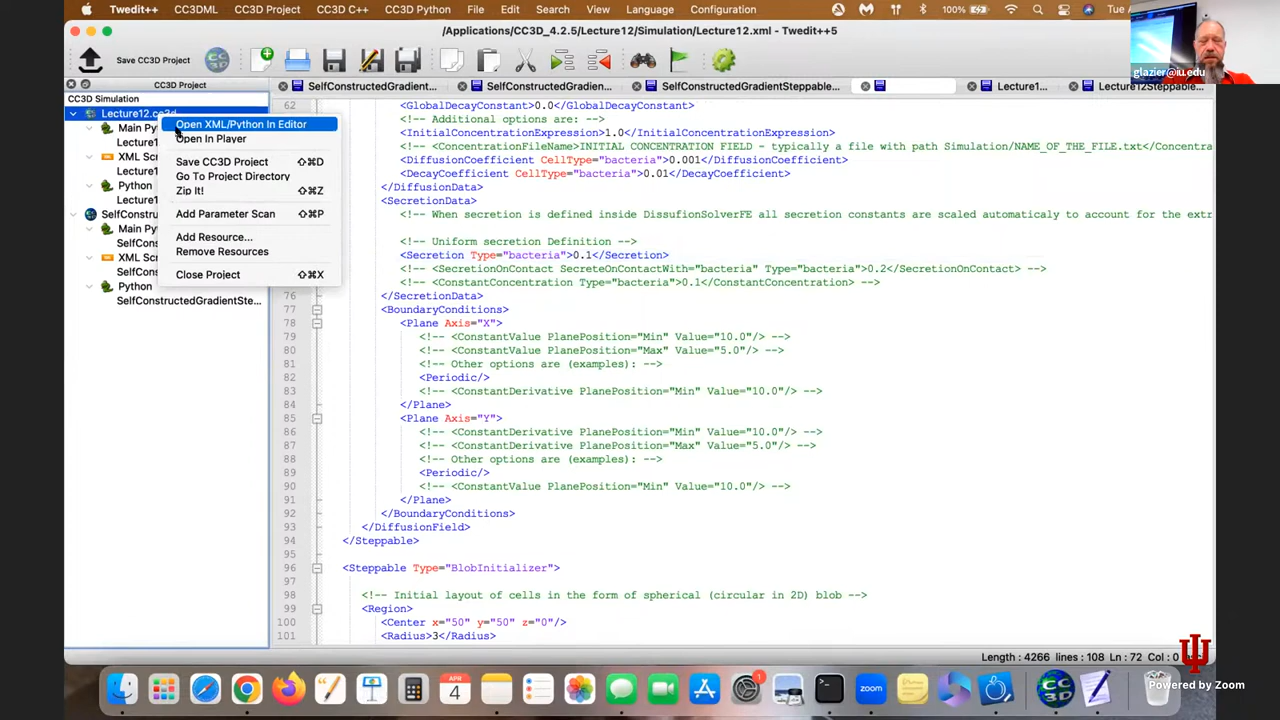 Twedit++ CC3DML CC3D Project CC3D C++ CC3D Python File Edit Search View Language Configuration 100% Tue
/Applications/CC3D_4.2.5/Lecture12/Simulation/Lecture12.xml - Twedit++5
glazier@iu.edu
Save CC3D Project
CC3D Project
SelfConstructedGradient... SelfConstructedGradien... SelfConstructedGradientSteppable... Lecture1... Lecture12Steppable...
CC3D Simulation
Lecture12.cc3d
Main Py
Lecture1
XML Scr
Lecture1
Python
Lecture1
SelfConstru
Main Py
SelfCons
XML Scr
SelfCons
Python
SelfConstructedGradientSte...
Open XML/Python In Editor
Open In Player
Save CC3D Project ⇧⌘D
Go To Project Directory
Zip It! ⇧⌘Z
Add Parameter Scan ⇧⌘P
Add Resource...
Remove Resources
Close Project ⇧⌘X
62 <GlobalDecayConstant>0.0</GlobalDecayConstant>
<!-- Additional options are: -->
<InitialConcentrationExpression>1.0</InitialConcentrationExpression>
<!-- <ConcentrationFileName>INITIAL CONCENTRATION FIELD - typically a file with path Simulation/NAME_OF_THE_FILE.txt</Concentra
<DiffusionCoefficient CellType="bacteria">0.001</DiffusionCoefficient>
<DecayCoefficient CellType="bacteria">0.01</DecayCoefficient>
</DiffusionData>
<SecretionData>
<!-- When secretion is defined inside DissufionSolverFE all secretion constants are scaled automaticaly to account for the extr
<!-- Uniform secretion Definition -->
<Secretion Type="bacteria">0.1</Secretion>
<!-- <SecretionOnContact SecreteOnContactWith="bacteria" Type="bacteria">0.2</SecretionOnContact> -->
<!-- <ConstantConcentration Type="bacteria">0.1</ConstantConcentration> -->
76 </SecretionData>
77 <BoundaryConditions>
78 <Plane Axis="X">
79 <!-- <ConstantValue PlanePosition="Min" Value="10.0"/> -->
80 <!-- <ConstantValue PlanePosition="Max" Value="5.0"/> -->
81 <!-- Other options are (examples): -->
82 <Periodic/>
83 <!-- <ConstantDerivative PlanePosition="Min" Value="10.0"/> -->
84 </Plane>
85 <Plane Axis="Y">
86 <!-- <ConstantDerivative PlanePosition="Min" Value="10.0"/> -->
87 <!-- <ConstantDerivative PlanePosition="Max" Value="5.0"/> -->
88 <!-- Other options are (examples): -->
89 <Periodic/>
90 <!-- <ConstantDerivative PlanePosition="Min" Value="10.0"/> -->
91 </Plane>
92 </BoundaryConditions>
93 </DiffusionField>
94 </Steppable>
95
96 <Steppable Type="BlobInitializer">
97
98 <!-- Initial layout of cells in the form of spherical (circular in 2D) blob -->
99 <Region>
100 <Center x="50" y="50" z="0"/>
101 <Radius>3</Radius>
Length : 4266 lines : 108 Ln : 72 Col : 0
APR
4
zoom
CC
3D
Powered by Zoom